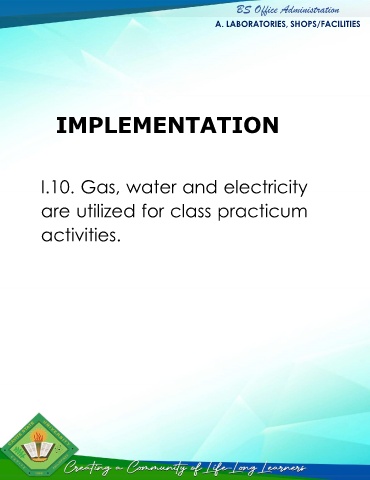 BS Office Administration
A. LABORATORIES, SHOPS/FACILITIES
IMPLEMENTATION
I.10. Gas, water and electricity
are utilized for class practicum
activities.
Creating a Community of Life-Long Learners